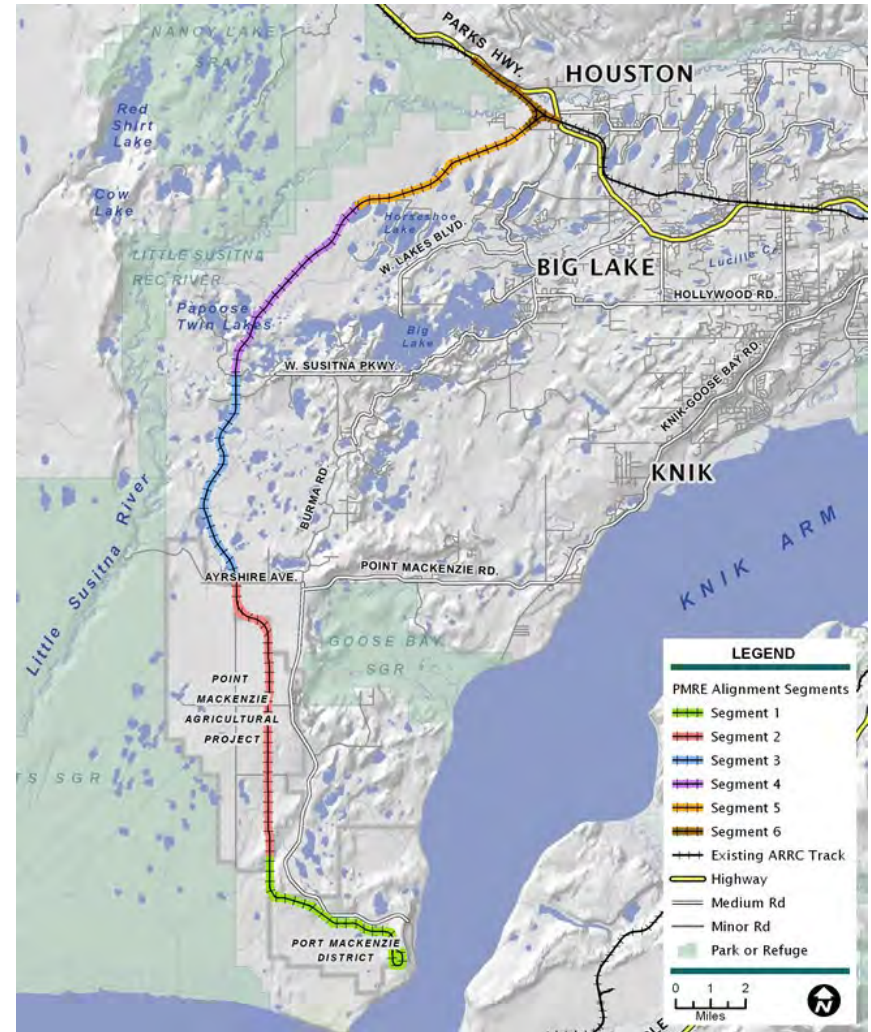 NANCY LAKE
SRA
PARKS HWY.
HOUSTON
Red
Shirt
Lake
Cow
Lake
Horseshoe
Lake
W. LAKES BLVD.
LITTLE SUSITNA
REC RIVER
BIG LAKE
Lucille Cr.
HOLLYWOOD RD.
Papoose
Twin Lakes
Big
Lake
W. SUSITNA PKWY.
KNIK-GOOSE BAY RD.
KNIK
BURMA RD.
Little Susitna River
AYRSHIRE AVE.
POINT MACKENZIE RD.
KNIK ARM
GOOSE BAY
SGR
POINT
MACKENZIE
AGRICULTURAL
PROJECT
TS SGR
PORT MACKENZIE
DISTRICT
LEGEND
PMRE Alignment Segments
Segment 1
Segment 2
Segment 3
Segment 4
Segment 5
Segment 6
Existing ARRC Track
Highway
Medium Rd
Minor Rd
Park or Refuge
0 1 2
Miles
N